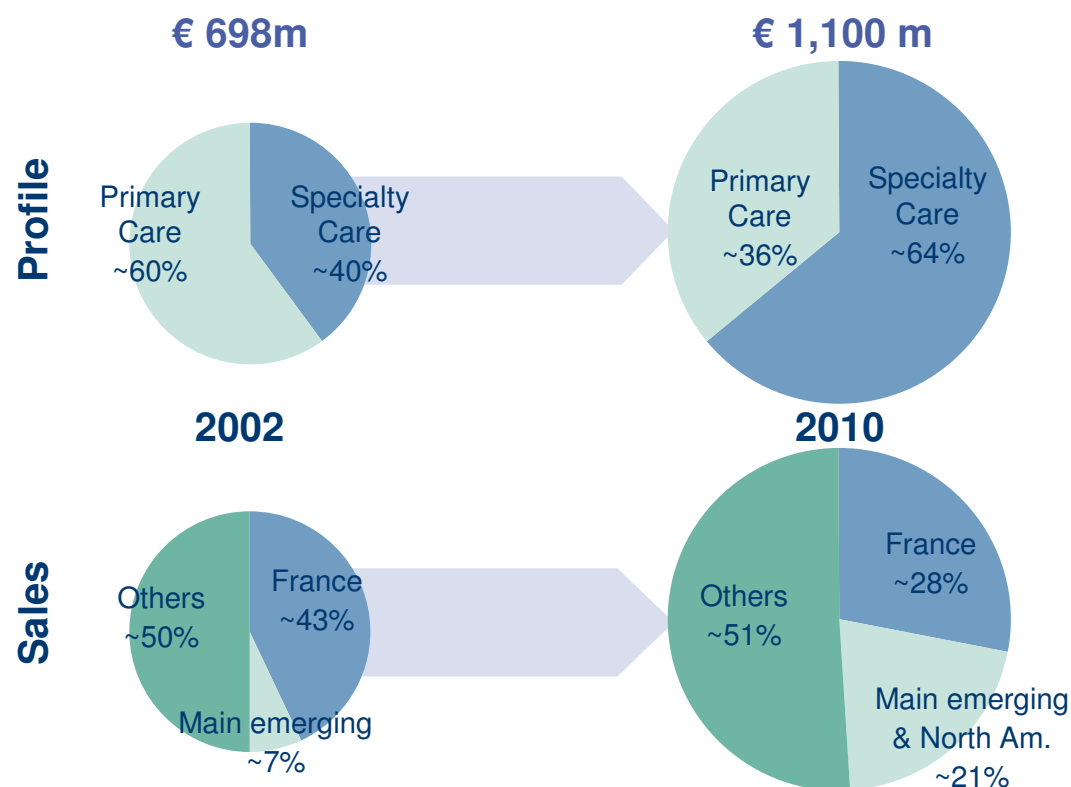 € 698m
€ 1,100 m
Profile
Primary
Care
~60%
Specialty
Care
~40%
Primary
Care
~36%
Specialty
Care
~64%
2002
2010
Sales
Others
~50%
France
~43%
Main emerging
~7%
Others
~51%
France
~28%
Main emerging
& North Am.
~21%